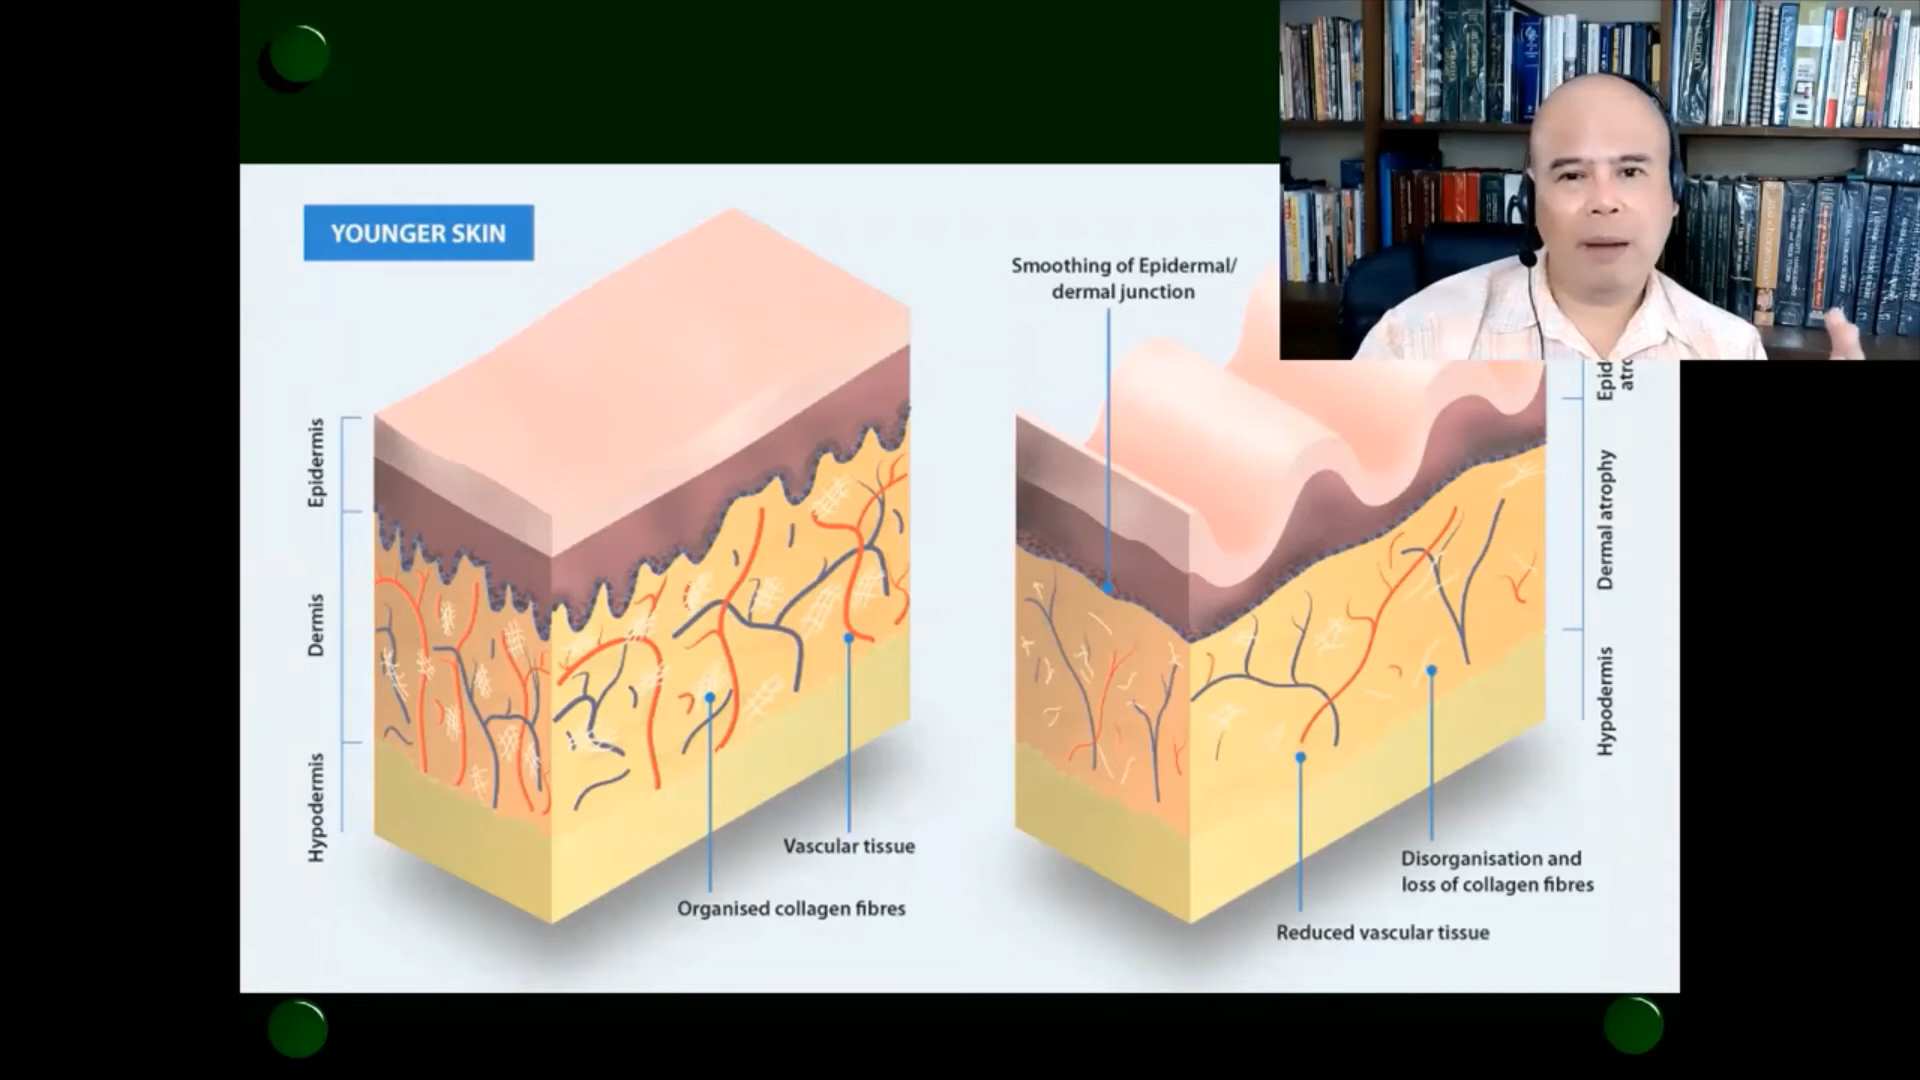 YOUNGER SKIN
Epidermis
Dermis
Hypodermis
Vascular tissue
Organised collagen fibres
Smoothing of Epidermal/
dermal junction
Dermal atrophy
Hypodermis
Disorganisation and
loss of collagen fibres
Reduced vascular tissue